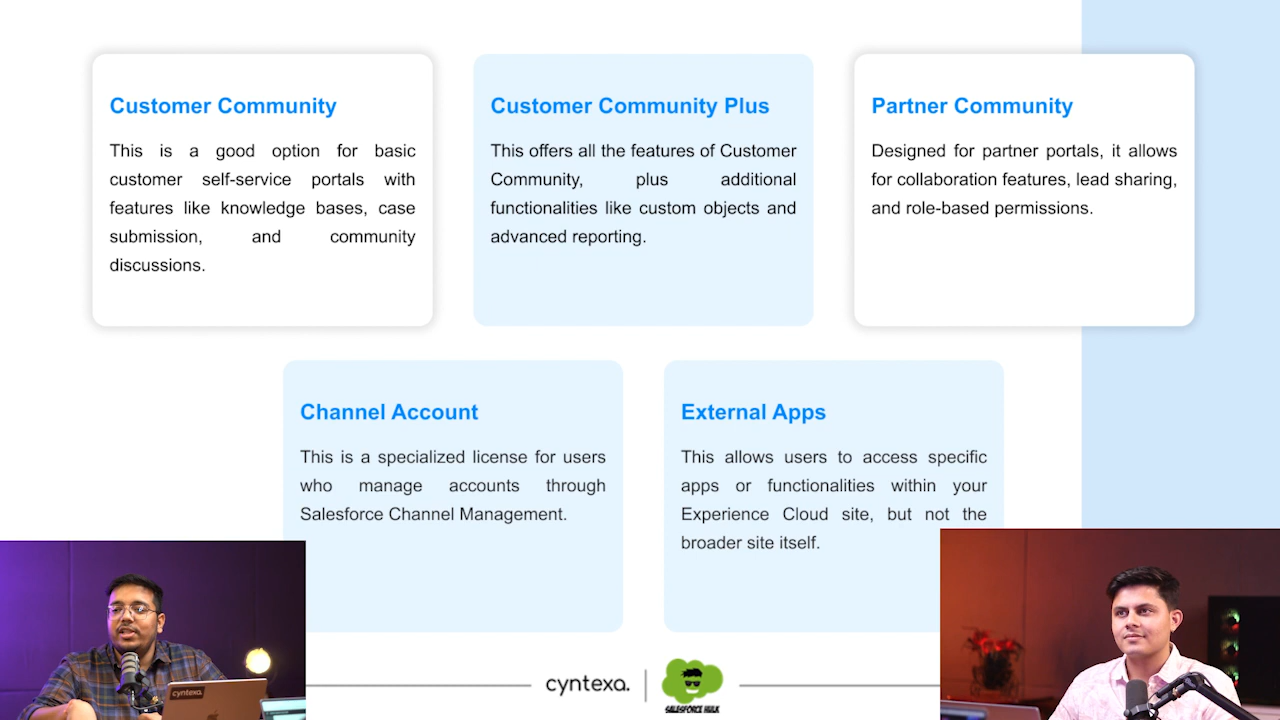 Customer Community
This is a good option for basic
customer self-service portals with
features like knowledge bases, case
submission, and community
discussions.
Customer Community Plus
This offers all the features of Customer
Community, plus additional
functionalities like custom objects and
advanced reporting.
Partner Community
Designed for partner portals, it allows
for collaboration features, lead sharing,
and role-based permissions.
Channel Account
This is a specialized license for users
who manage accounts through
Salesforce Channel Management.
External Apps
This allows users to access specific
apps or functionalities within your
Experience Cloud site, but not the
broader site itself.
cyntexa.
cyntexa.
SALESFORCE HULK